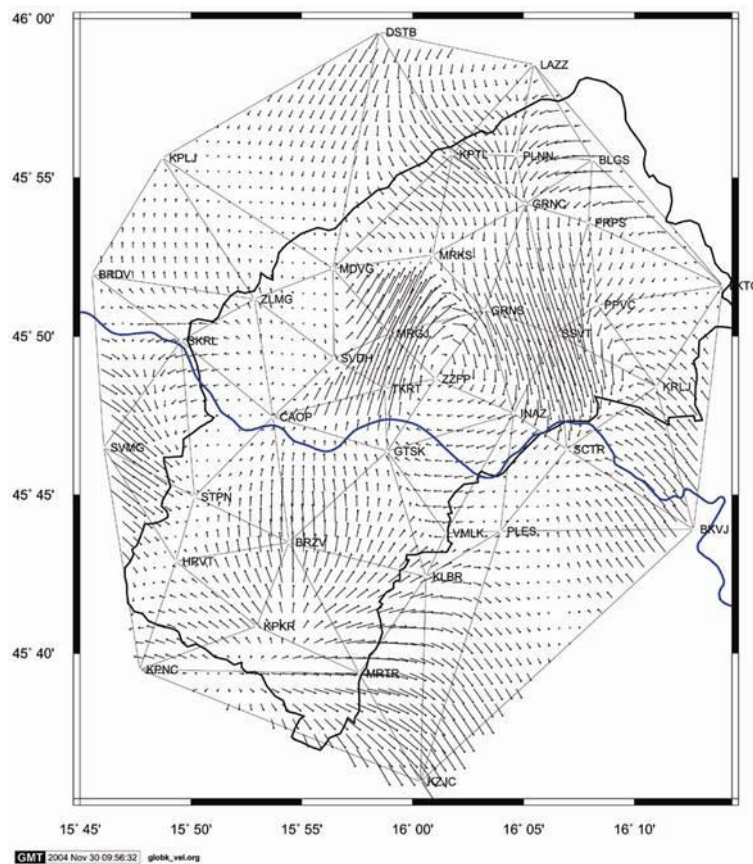 46° 00'
DSTB
LAZZ
KPTL
PLNN
BLGS
45° 55'
KPLJ
GRNC
PRPS
MRKS
MDVG
BRDV
ZLMG
PPVC
GRNS
45° 50'
SKRL
MRGJ
SSVT
SVDH
ZZFP
TKRT
KRLJ
CAOP
INAZ
SVMG
GTSK
SCTR
45° 45'
STPN
VMLK
PLES
BKVJ
BRZV
HRVT
KLBR
KPKR
45° 40'
KPNC
MRTR
KZJC
15° 45'
15° 50'
15° 55'
16° 00'
16° 05'
16° 10'
GMT 2004 Nov 30 09:56:32 globk_vel.org